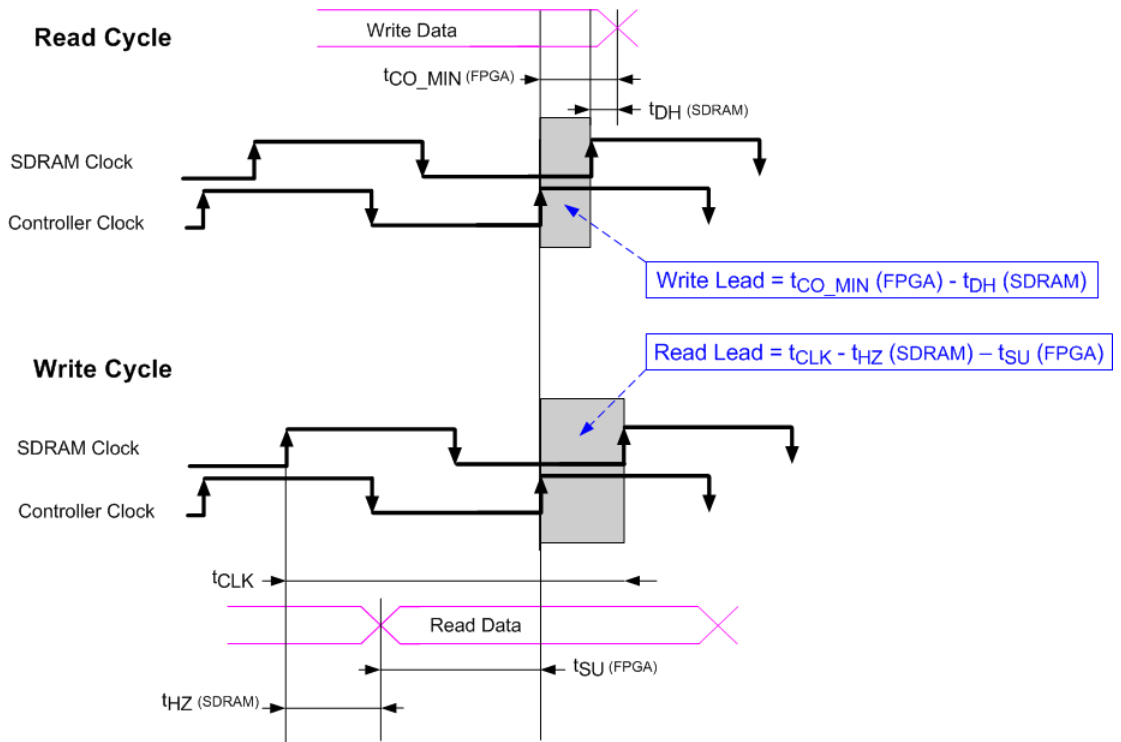 Read Cycle
Write Data
tCO_MIN (FPGA)
tDH (SDRAM)
SDRAM Clock
Controller Clock
Write Lead = tCO_MIN (FPGA) - tDH (SDRAM)
Read Lead = tCLK - tHZ (SDRAM) – tSU (FPGA)
Write Cycle
SDRAM Clock
Controller Clock
tCLK
Read Data
tSU (FPGA)
tHZ (SDRAM)